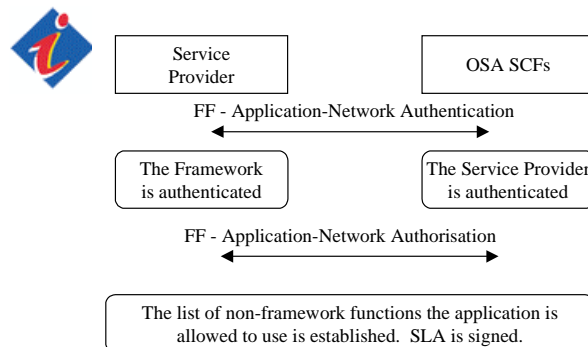 Service
Provider
OSA SCFs
FF - Application-Network Authentication
The Framework
is authenticated
The Service Provider
is authenticated
FF - Application-Network Authorisation
The list of non-framework functions the application is
allowed to use is established. SLA is signed.